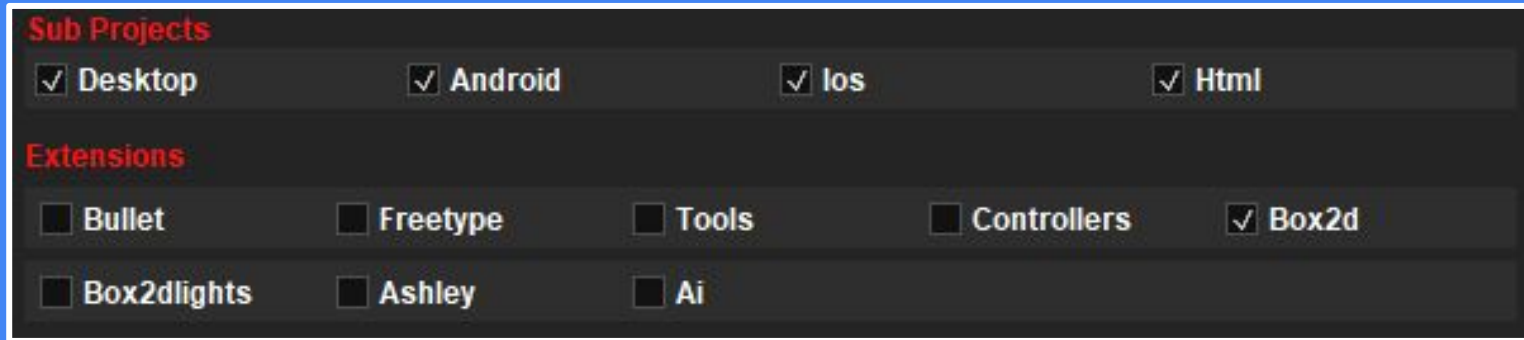 Sub Projects
Desktop Android Ios Html
Extensions
Bullet Freetype Tools Controllers Box2d
Box2dlights Ashley Ai